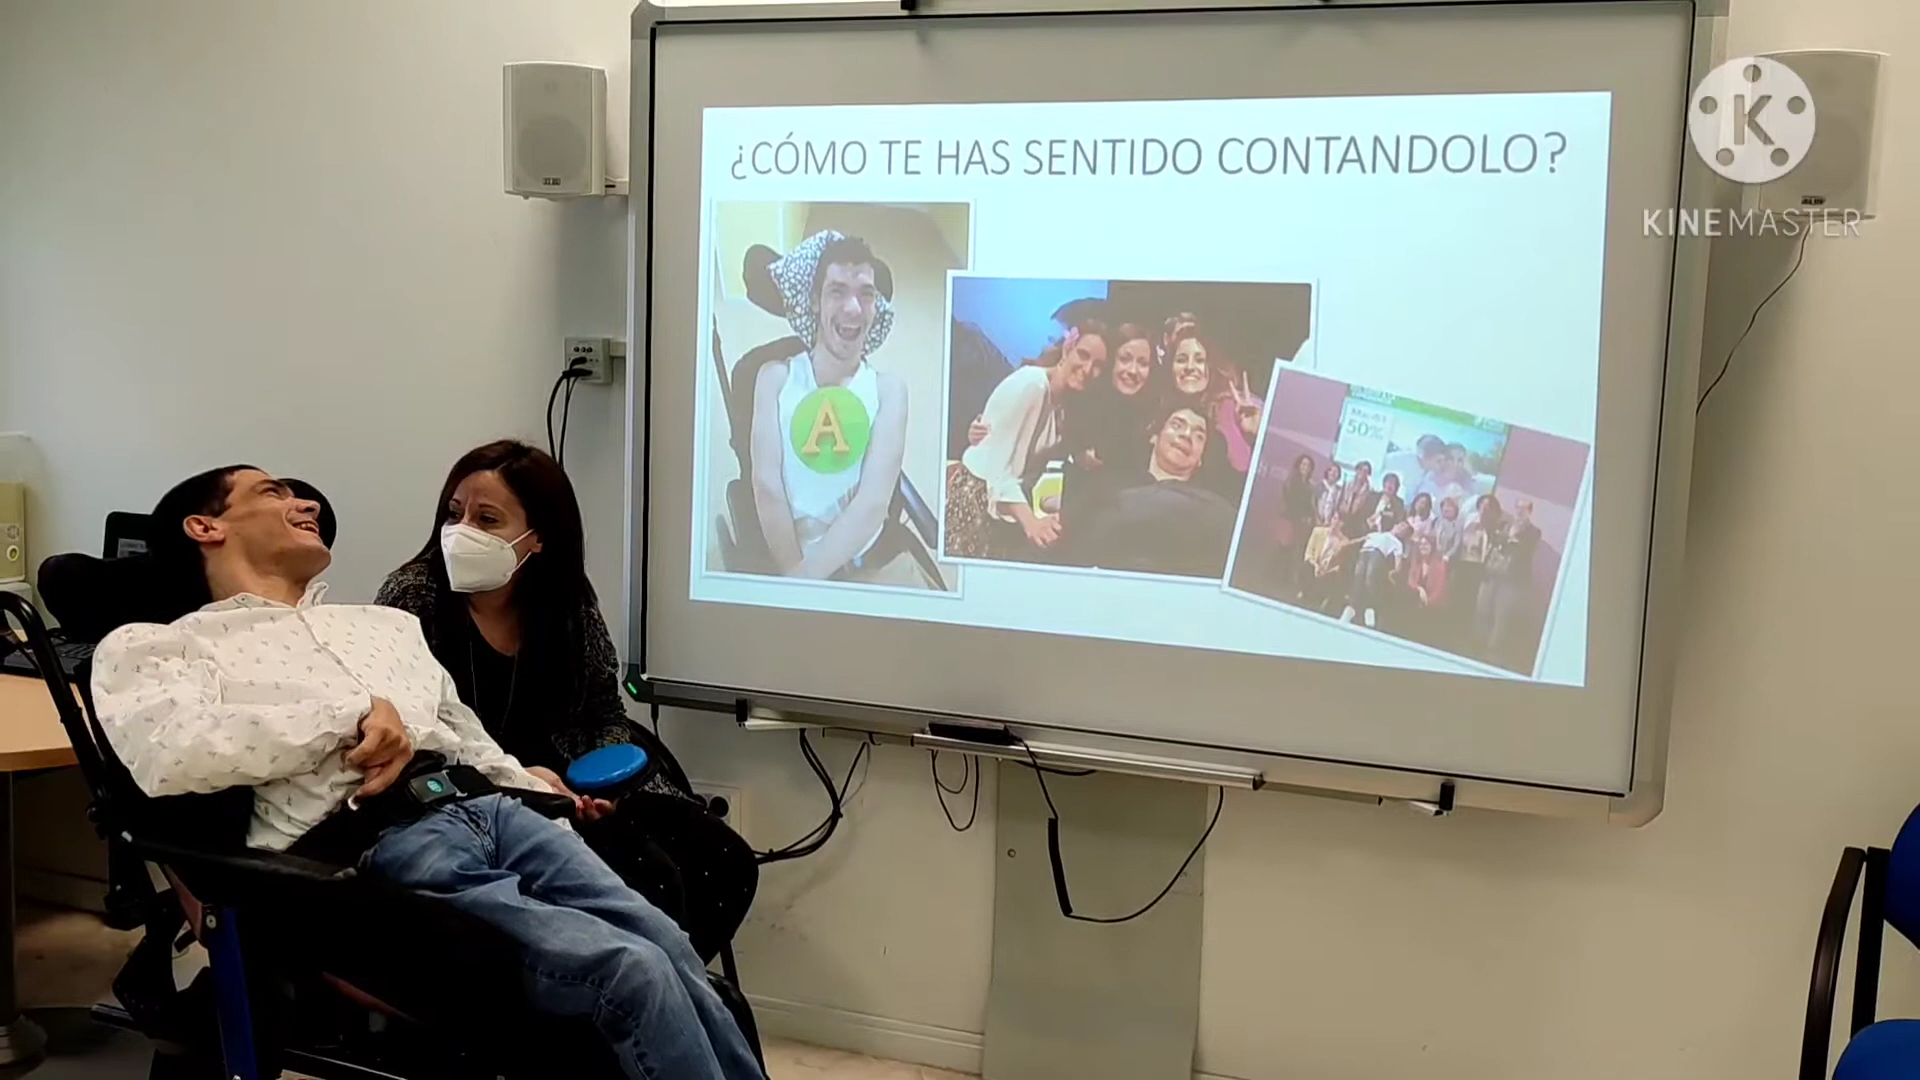 ¿CÓMO TE HAS SENTIDO CONTANDOLO?
A
50%
K
KINEMASTER